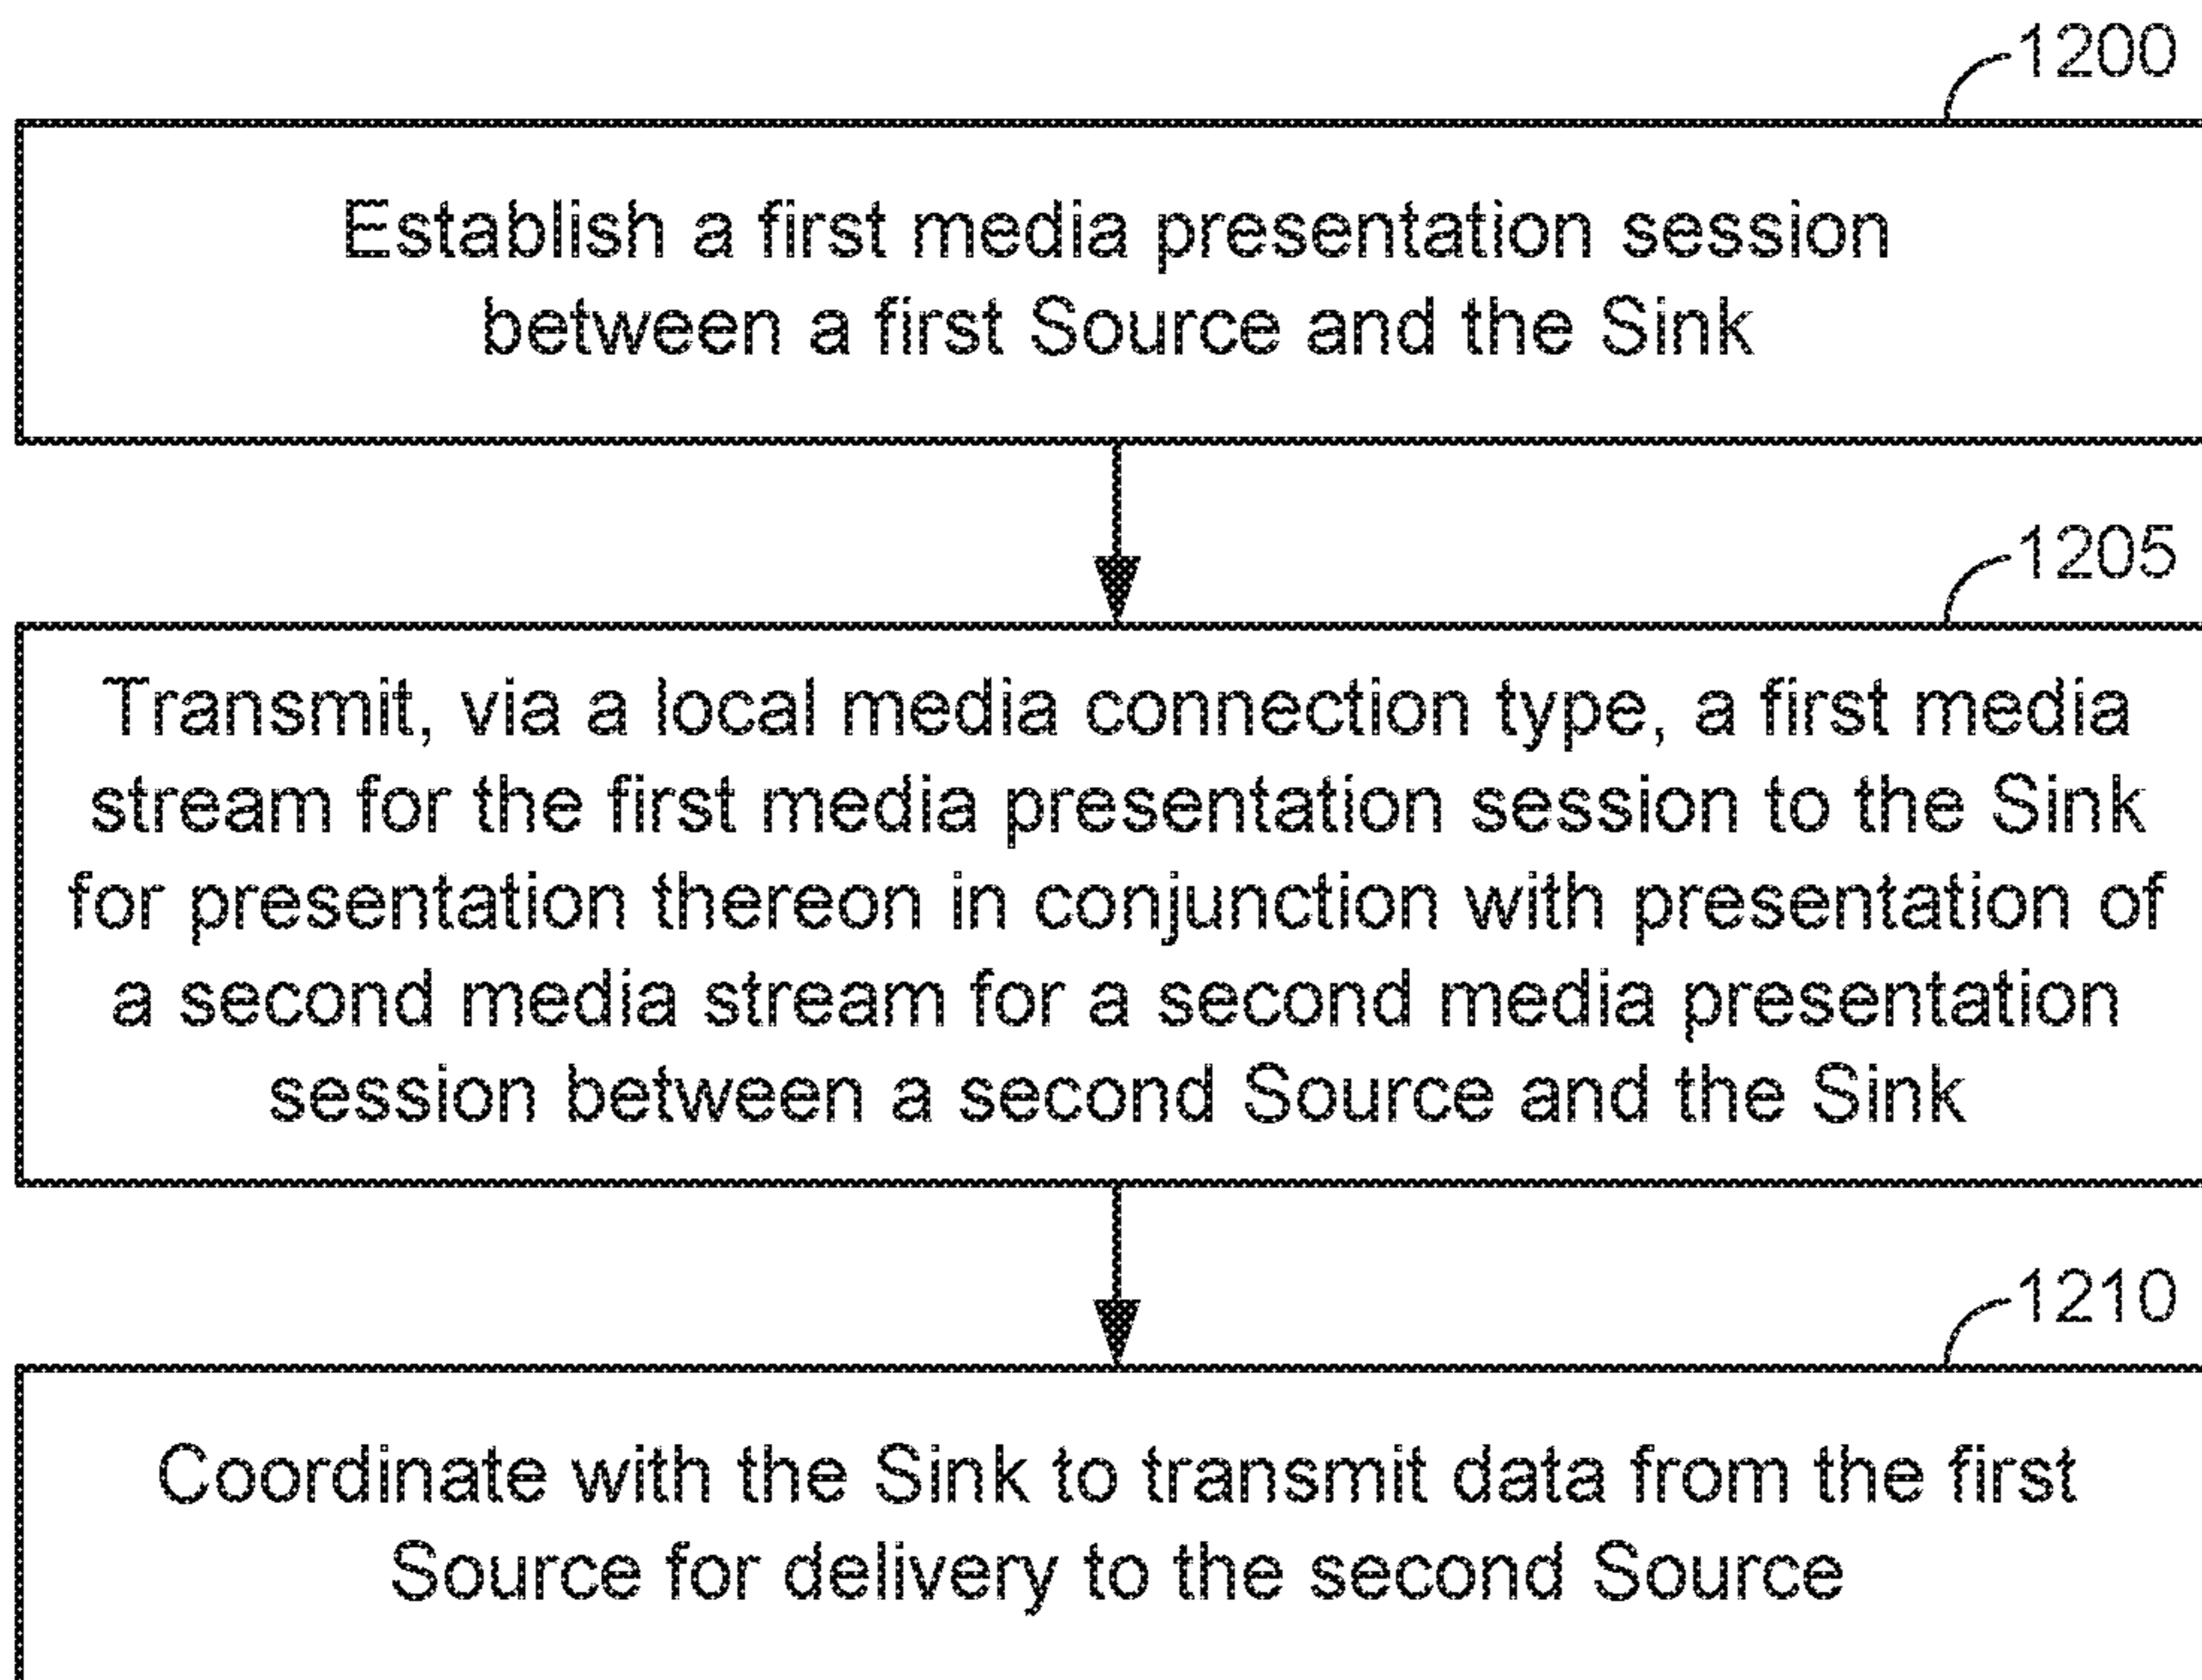 1200
Establish a first media presentation session
between a first Source and the Sink
1205
Transmit, via a local media connection type, a first media
stream for the first media presentation session to the Sink
for presentation thereon in conjunction with presentation of
a second media stream for a second media presentation
session between a second Source and the Sink
1210
Coordinate with the Sink to transmit data from the first
Source for delivery to the second Source